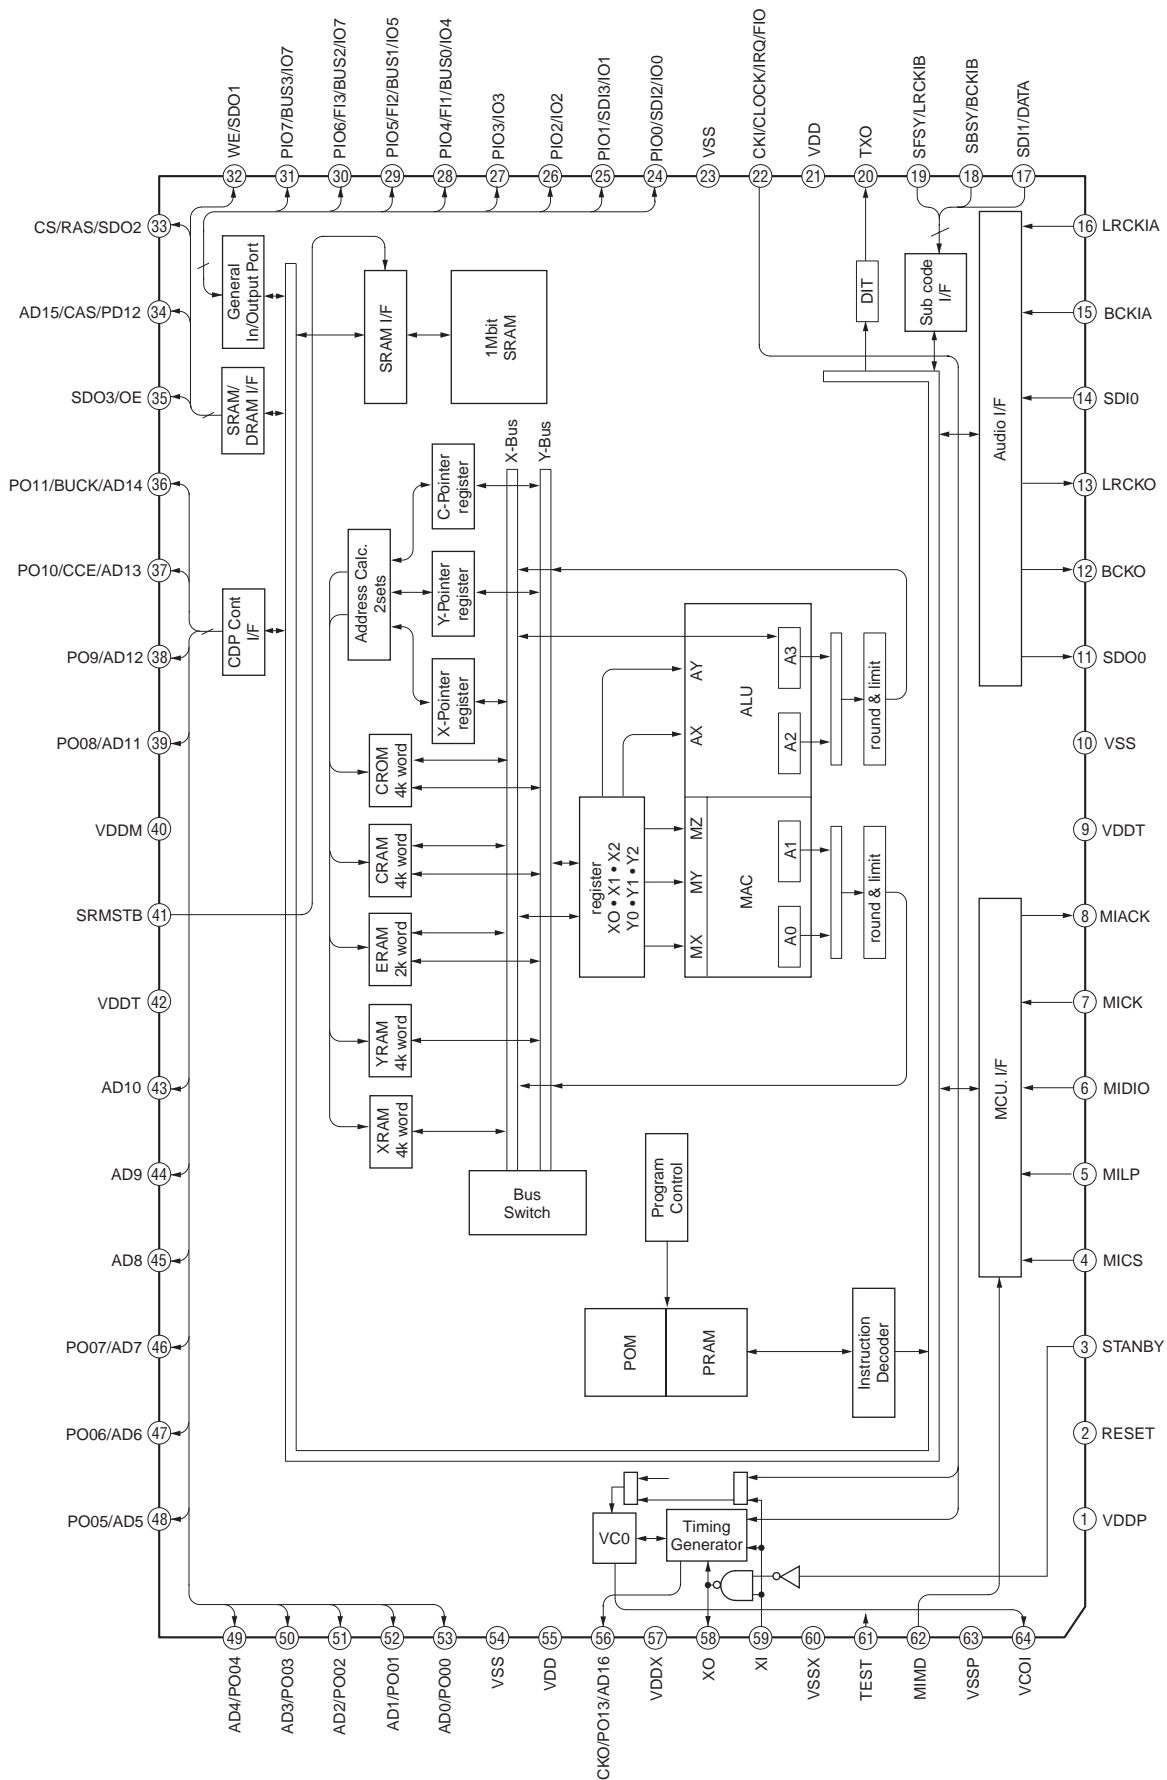 WE/SDO1
PIO7/BUS3/IO7
PIO6/FI3/BUS2/IO7
PIO5/FI2/BUS1/IO5
PIO4/FI1/BUS0/IO4
PIO3/IO3
PIO2/IO2
PIO1/SDI3/IO1
PIO0/SDI2/IO0
VSS
CKI/CLOCK/IRQ/FIO
VDD
TXO
SFSY/LRCKIB
SBSY/BCKIB
SDI1/DATA
32
31
30
29
28
27
26
25
24
23
22
21
20
19
18
17
CS/RAS/SDO2 33
AD15/CAS/PD12 34
SDO3/OE 35
PO11/BUCK/AD14 36
PO10/CCE/AD13 37
PO9/AD12 38
PO08/AD11 39
VDDM 40
SRMSTB 41
VDDT 42
AD10 43
AD9 44
AD8 45
PO07/AD7 46
PO06/AD6 47
PO05/AD5 48
General
In/Output Port
SRAM/
DRAM I/F
CDP Cont
I/F
SRAM I/F
1Mbit
SRAM
DIT
Sub code
I/F
Audio I/F
X-Bus
Y-Bus
C-Pointer
register
Address Calc.
2sets
Y-Pointer
register
X-Pointer
register
CROM
4k word
CRAM
4k word
ERAM
2k word
YRAM
4k word
XRAM
4k word
Bus
Switch
register
XO • X1 • X2
Y0 • Y1 • Y2
AY
AX
ALU
A3
A2
MZ
MY
MX
MAC
A1
A0
round & limit
round & limit
MCU. I/F
Program
Control
POM
PRAM
Instruction
Decoder
VC0
Timing
Generator
16 LRCKIA
15 BCKIA
14 SDI0
13 LRCKO
12 BCKO
11 SDO0
10 VSS
9 VDDT
8 MIACK
7 MICK
6 MIDIO
5 MILP
4 MICS
3 STANBY
2 RESET
1 VDDP
49
50
51
52
53
54
55
56
57
58
59
60
61
62
63
64
AD4/PO04
AD3/PO03
AD2/PO02
AD1/PO01
AD0/PO00
VSS
VDD
CKO/PO13/AD16
VDDX
XO
XI
VSSX
TEST
MIMD
VSSP
VCOI